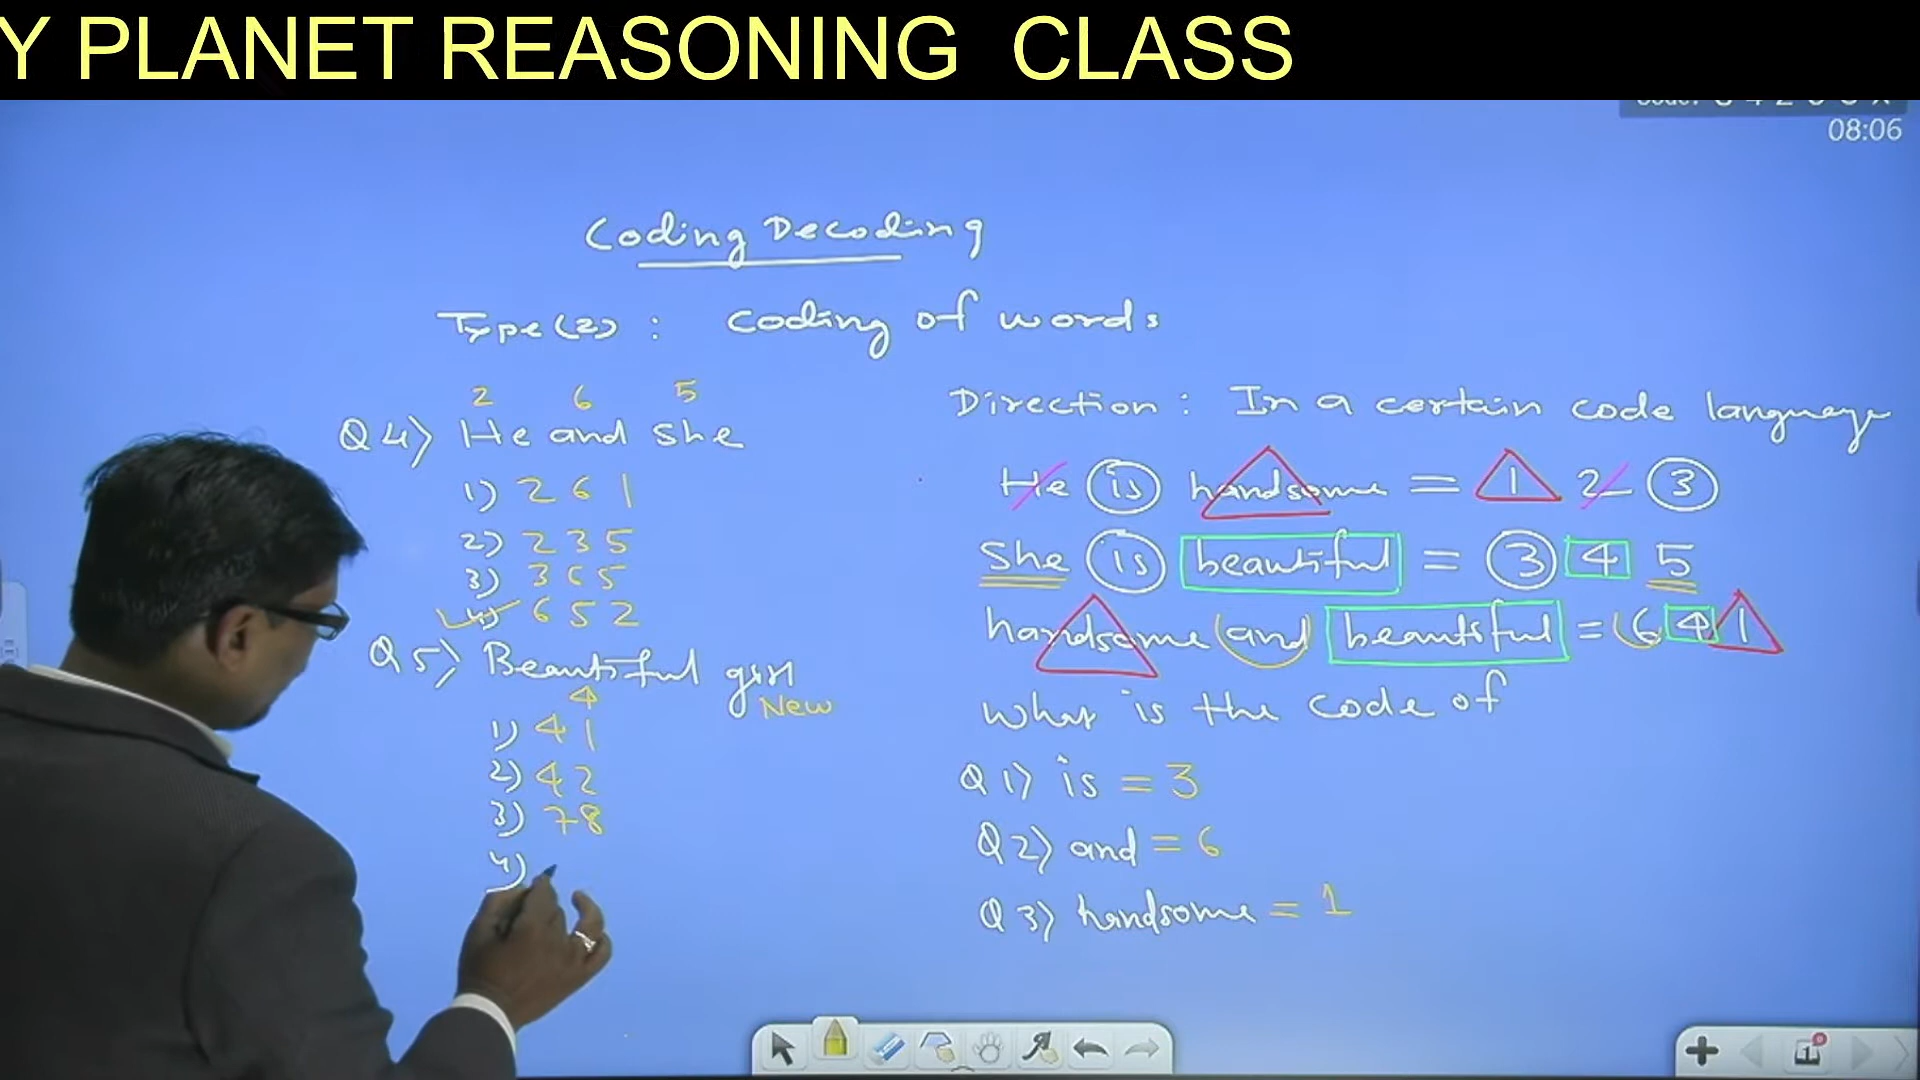 Y PLANET REASONING CLASS
08:06
Coding Decoding
Type(2) : Coding of words
2 6 5
Q4) He and she
1) 2 6 1
2) 2 3 5
3) 3 6 5
4) 6 5 2
Q5) Beautiful girl
4 New
1) 4 1
2) 4 2
3) 7 8
4)
Direction : In a certain code language
He is handsome = 1 2 3
She is beautiful = 3 4 5
handsome and beautiful = 6 4 1
What is the code of
Q1) is = 3
Q2) and = 6
Q3) handsome = 1
1